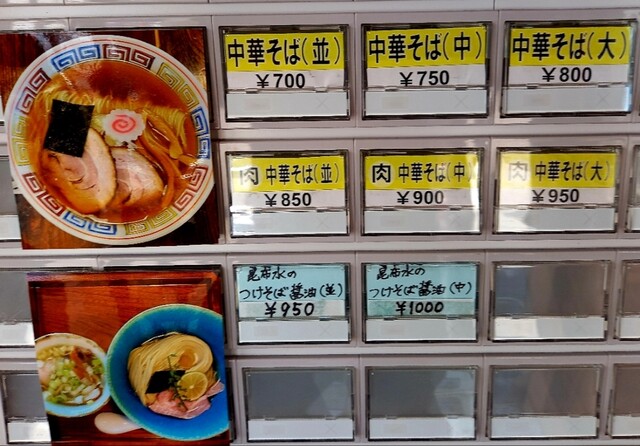 中華そば(並)
¥700
中華そば(中)
¥750
中華そば(大)
¥800
肉 中華そば(並)
¥850
肉 中華そば(中)
¥900
肉 中華そば(大)
¥950
昆布水の
つけそば醤油(並)
¥950
昆布水の
つけそば醤油(中)
¥1000